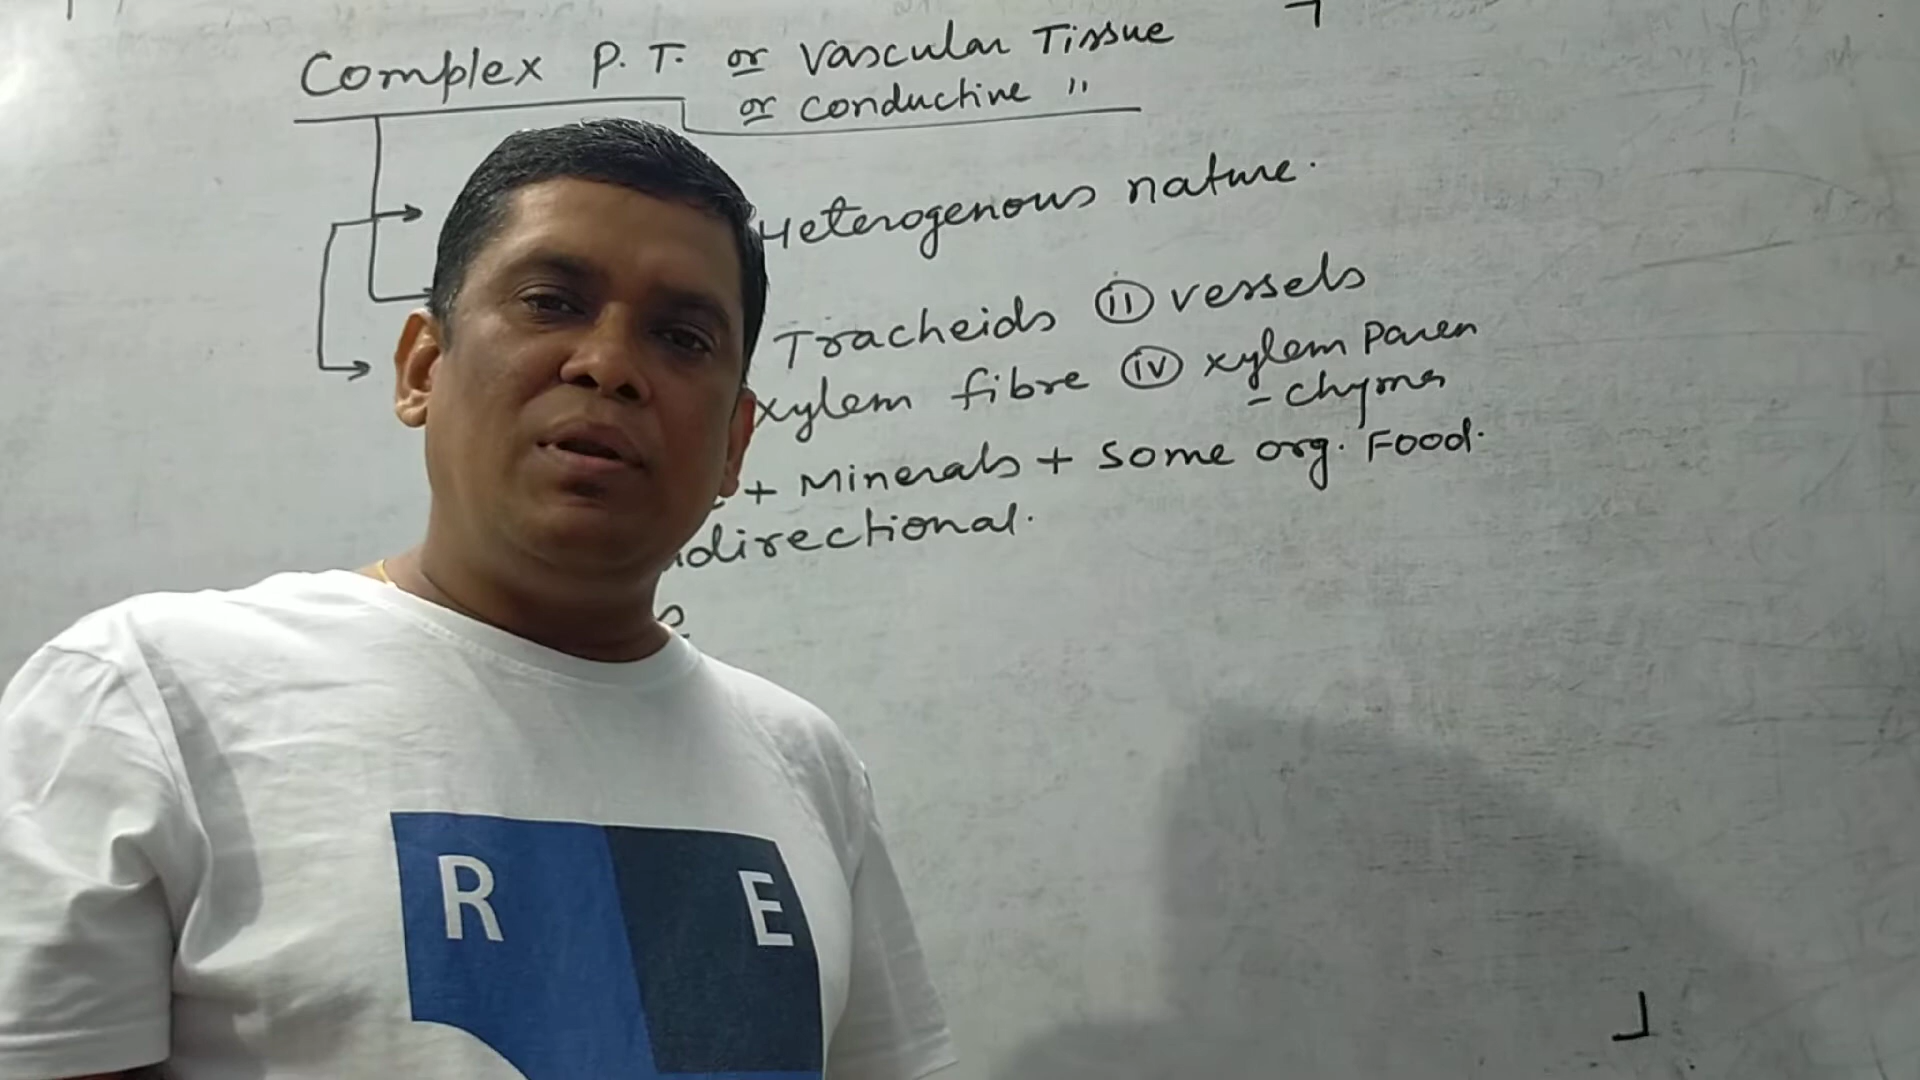 Complex P.T. or Vascular Tissue
or conductive "
Heterogenous nature.
Tracheids (ii) vessels
xylem fibre (iv) xylem Paren
- chyma
+ Minerals + Some org. Food.
directional.
R E